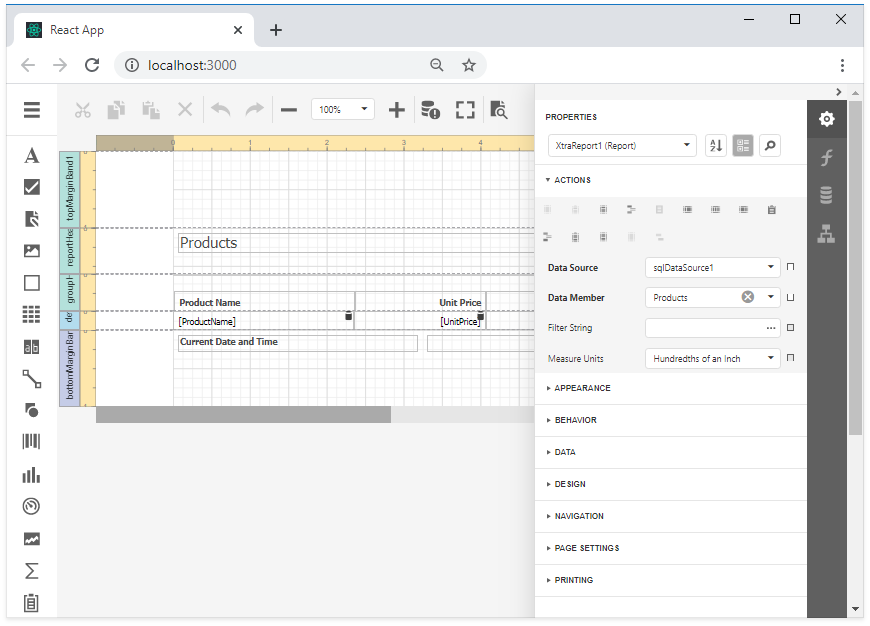 React App
localhost:3000
100%
0 1 2 3 4
topMarginBand1
reportHea
groupH
de
bottomMarginBar
Products
Product Name Unit Price
[ProductName] [UnitPrice]
Current Date and Time
PROPERTIES
XtraReport1 (Report)
ACTIONS
Data Source sqlDataSource1
Data Member Products
Filter String
Measure Units Hundredths of an Inch
APPEARANCE
BEHAVIOR
DATA
DESIGN
NAVIGATION
PAGE SETTINGS
PRINTING